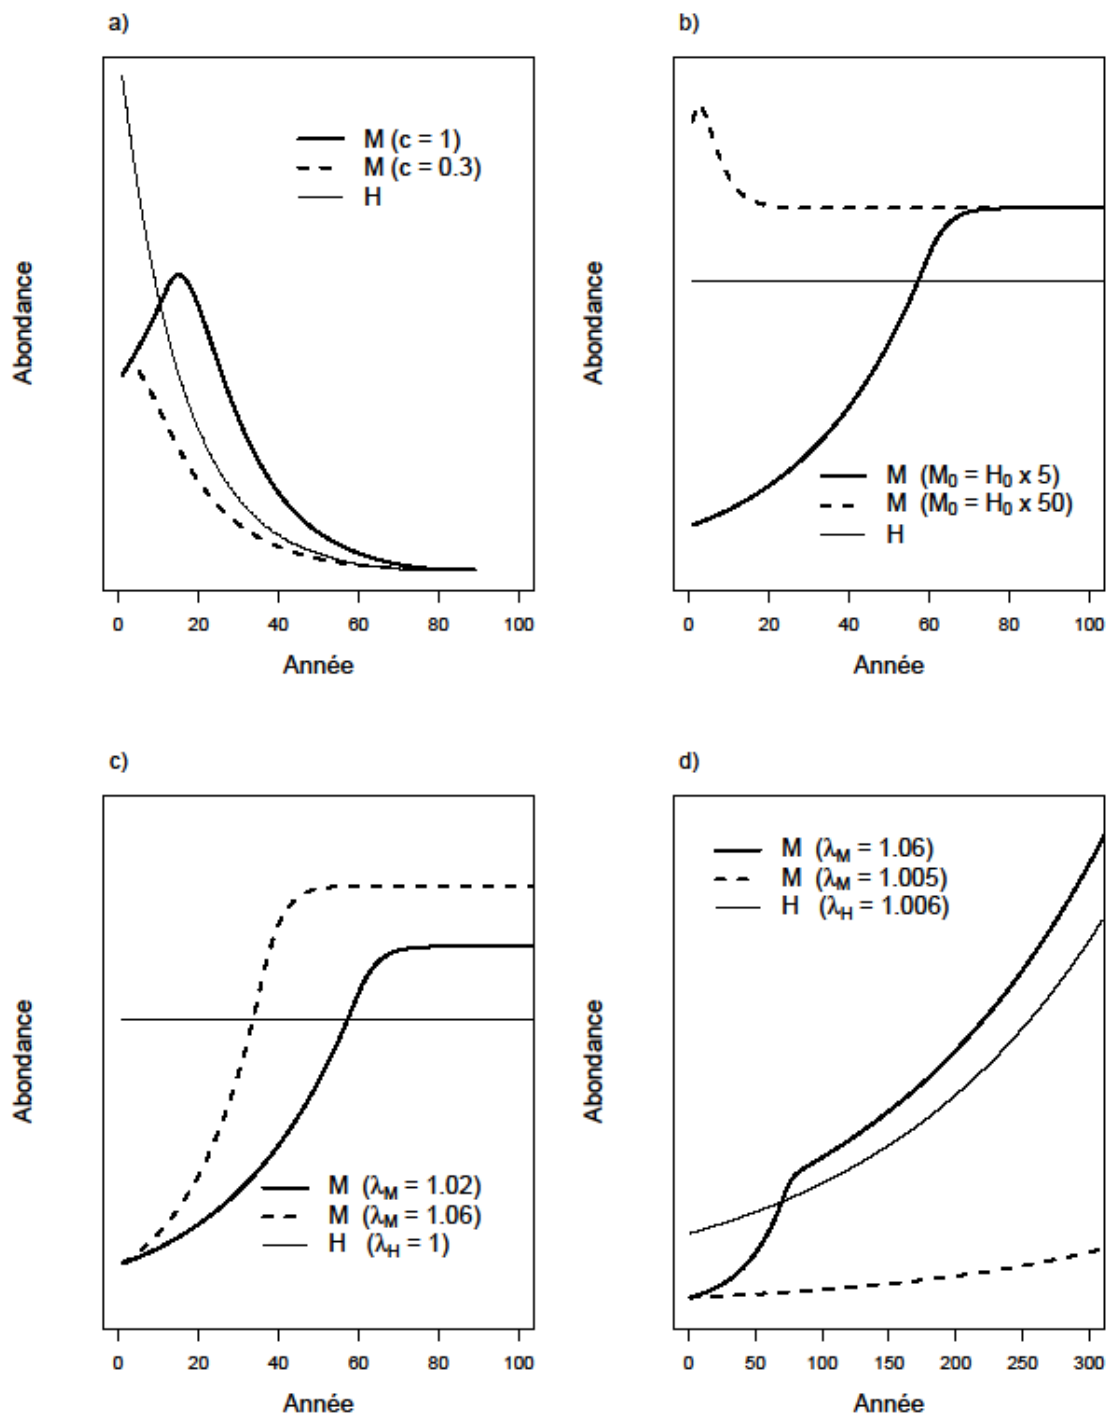 a)
Abondance
M (c = 1)
M (c = 0.3)
H
0 20 40 60 80 100
Année
b)
Abondance
M (M₀ = H₀ x 5)
M (M₀ = H₀ x 50)
H
0 20 40 60 80 100
Année
c)
Abondance
M (λM = 1.02)
M (λM = 1.06)
H (λH = 1)
0 20 40 60 80 100
Année
d)
Abondance
M (λM = 1.06)
M (λM = 1.005)
H (λH = 1.006)
0 50 100 150 200 250 300
Année